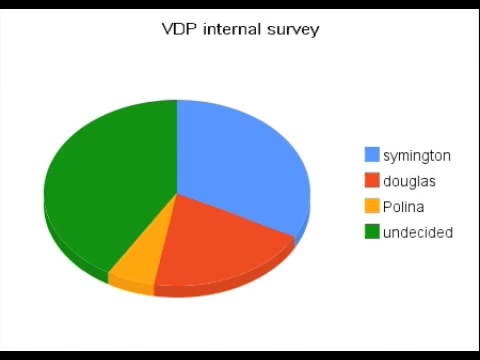 VDP internal survey
symington
douglas
Polina
undecided